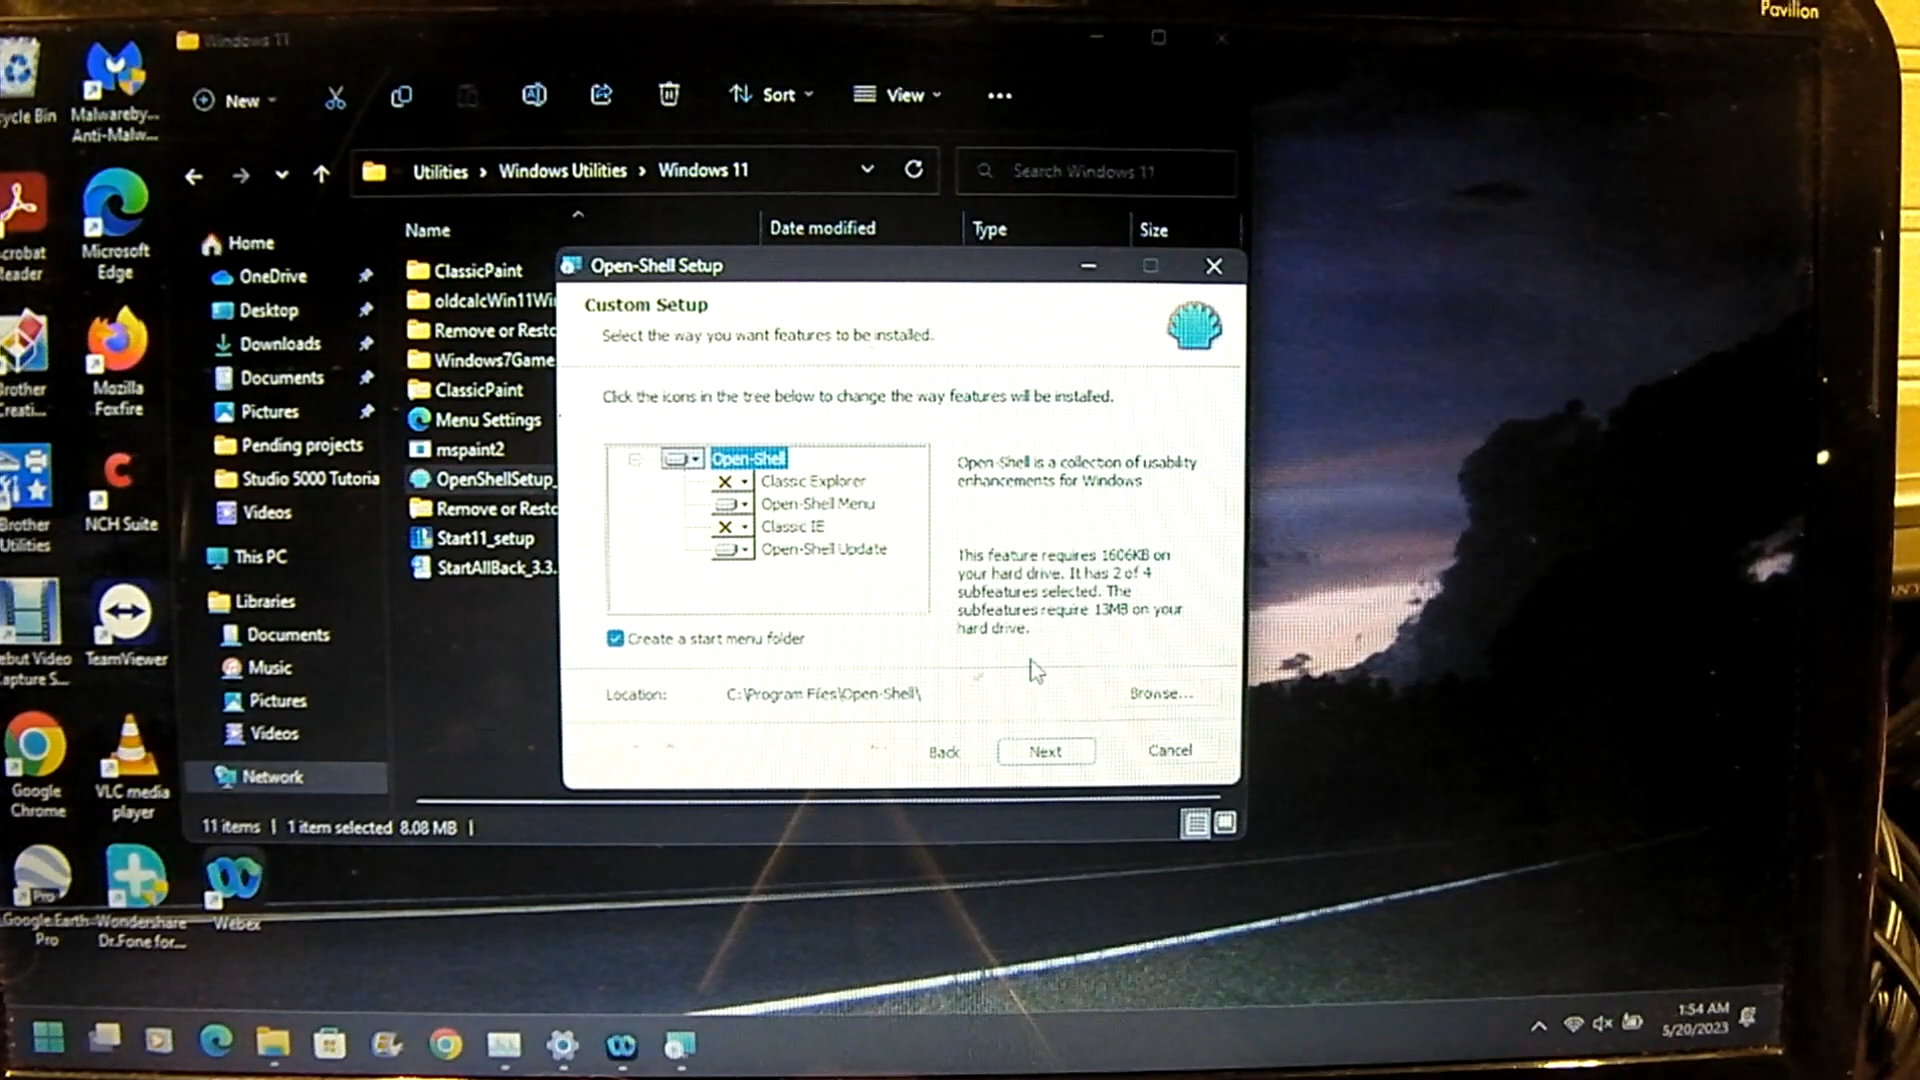 Pavilion
Windows 11
New
Sort
View
Utilities > Windows Utilities > Windows 11
Search Windows 11
Name
Date modified
Type
Size
Home
OneDrive
Desktop
Downloads
Documents
Pictures
Pending projects
Studio 5000 Tutoria
Videos
This PC
Libraries
Documents
Music
Pictures
Videos
Network
ClassicPaint
oldcalcWin11Wi
Remove or Restc
Windows7Game
ClassicPaint
Menu Settings
mspaint2
OpenShellSetup_
Remove or Restc
Start11_setup
StartAllBack_3.3.
11 items | 1 item selected 8.08 MB |
Open-Shell Setup
Custom Setup
Select the way you want features to be installed.
Click the icons in the tree below to change the way features will be installed.
Open-Shell
Classic Explorer
Open-Shell Menu
Classic IE
Open-Shell Update
Open-Shell is a collection of usability
enhancements for Windows
This feature requires 1606KB on
your hard drive. It has 2 of 4
subfeatures selected. The
subfeatures require 13MB on your
hard drive.
Create a start menu folder
Location:
C:\Program Files\Open-Shell\
Browse...
Back
Next
Cancel
ycle Bin
Malwareby...
Anti-Malw...
crobat
eader
Microsoft
Edge
rother
Creati...
Mozilla
Foxfire
Brother
Utilities
NCH Suite
ebut Video
apture S...
TeamViewer
Google
Chrome
VLC media
player
Google Earth
Pro
Wondershare
Dr.Fone for...
Webex
1:54 AM
5/20/2023